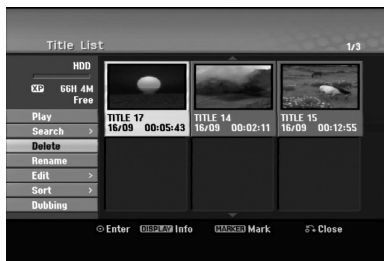 Title List
1/3
HDD
XP 66H 4M
Free
Play
Search >
Delete
Rename
Edit >
Sort >
Dubbing
TITLE 17
16/09 00:05:43
TITLE 14
16/09 00:02:11
TITLE 15
16/09 00:12:55
Enter DISPLAY Info MARKER Mark Close